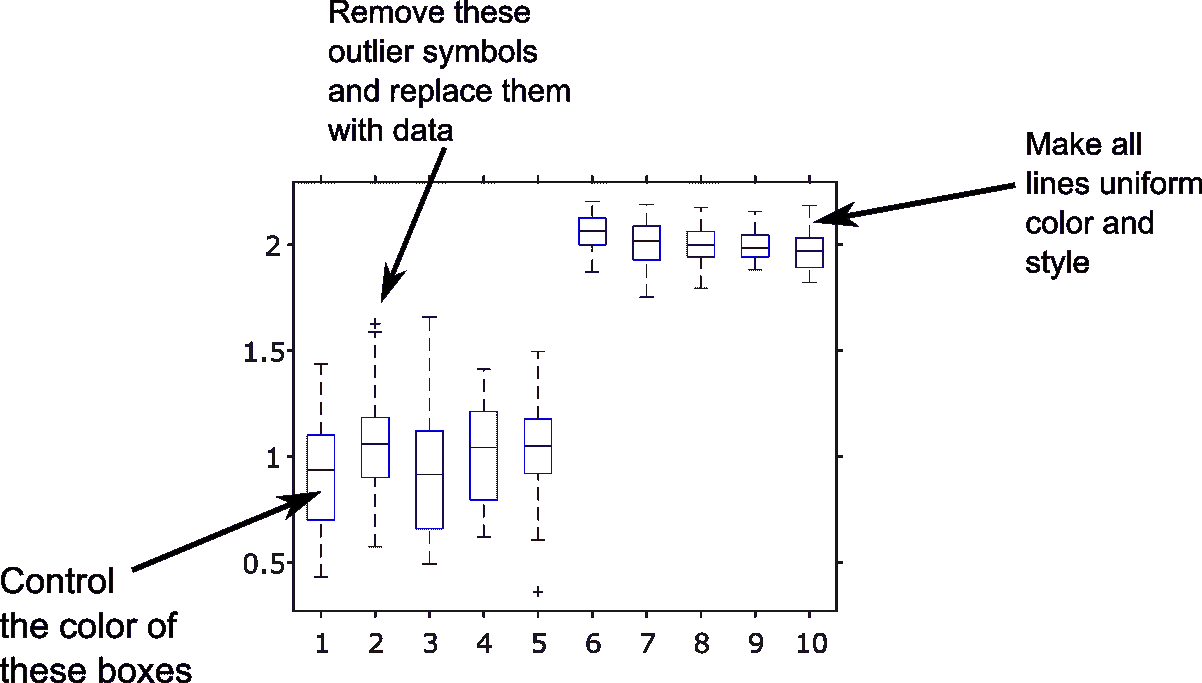 Remove these
outlier symbols
and replace them
with data
Make all
lines uniform
color and
style
2
1.5
1
0.5
Control
the color of
these boxes
1 2 3 4 5 6 7 8 9 10